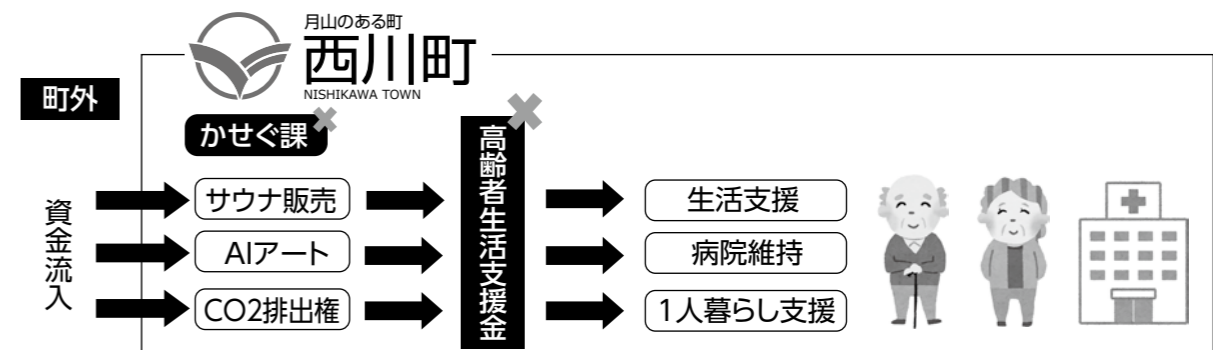 月山のある町
西川町
NISHIKAWA TOWN
町外
かせぐ課
資金流入
サウナ販売
AIアート
CO2排出権
高齢者生活支援金
生活支援
病院維持
1人暮らし支援